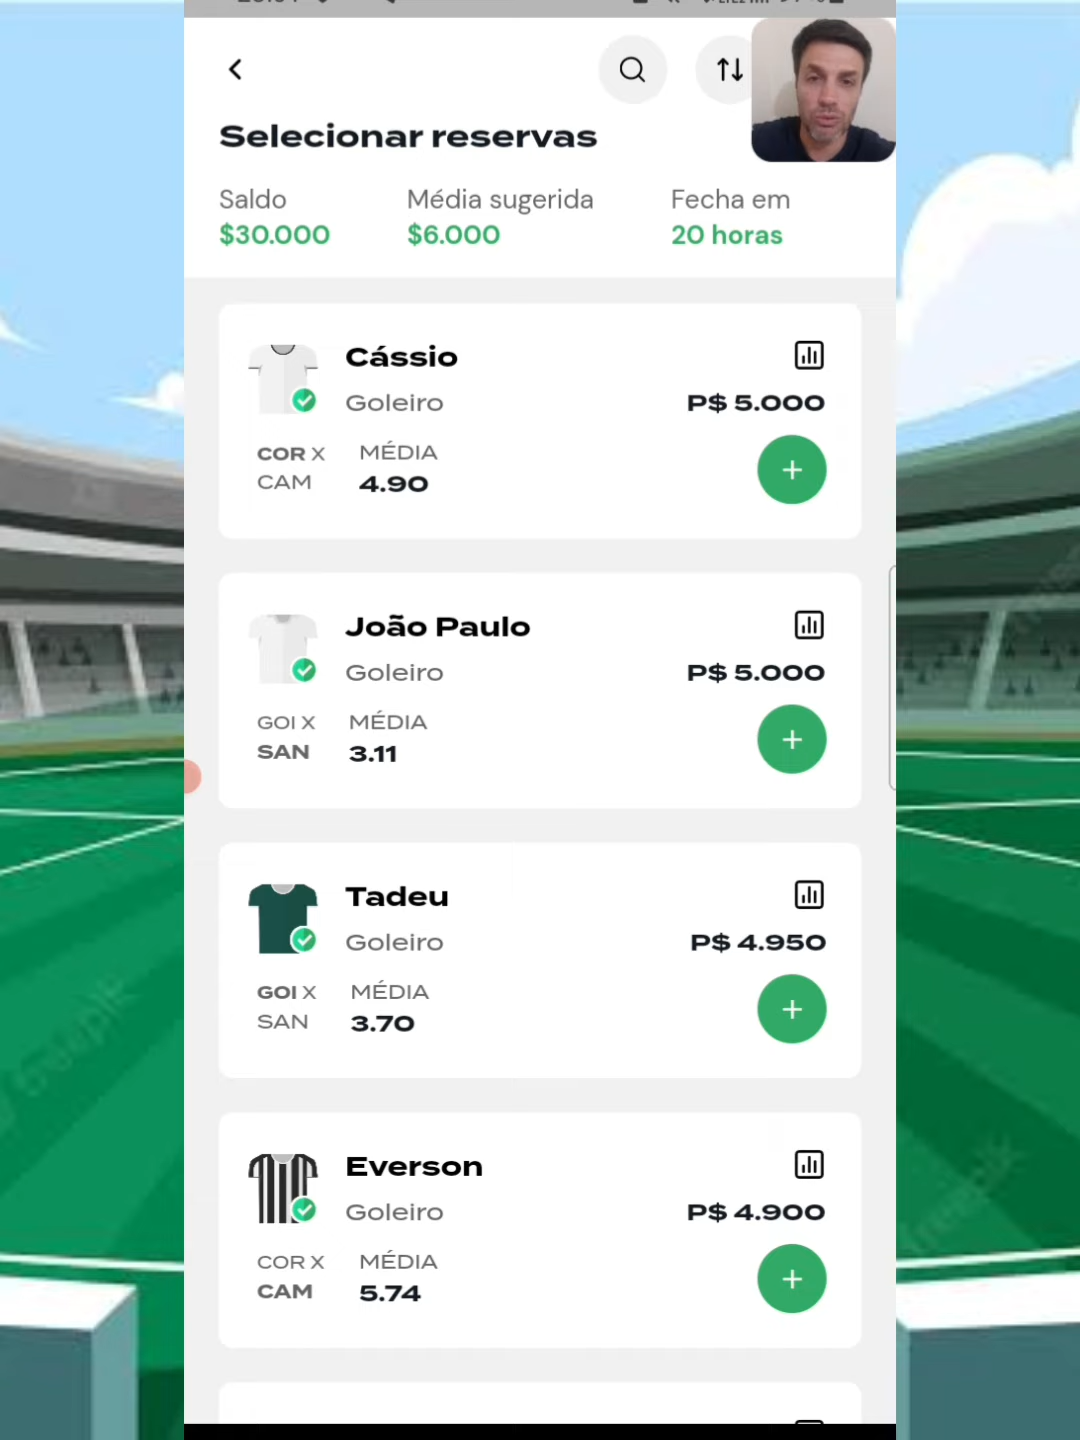 Selecionar reservas
Saldo
$30.000
Média sugerida
$6.000
Fecha em
20 horas
Cássio
Goleiro
P$ 5.000
COR X
CAM
MÉDIA
4.90
João Paulo
Goleiro
P$ 5.000
GOI X
SAN
MÉDIA
3.11
Tadeu
Goleiro
P$ 4.950
GOI X
SAN
MÉDIA
3.70
Everson
Goleiro
P$ 4.900
COR X
CAM
MÉDIA
5.74